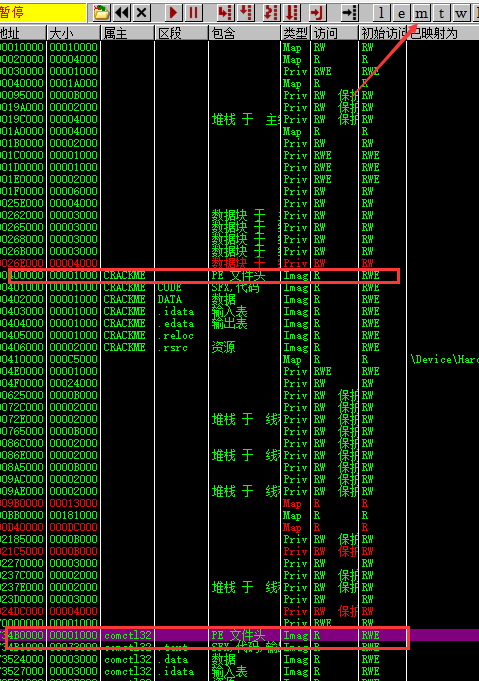 暂停 l e m t w
地址 大小 属主 区段 包含 类型 访问 初始访问 已映射为
00010000 00010000 Map RW RW
00020000 00004000 Map R R
00030000 00001000 Priv RWE RWE
00040000 0001A000 Map R R
00095000 0000B000 Priv RW 保护 RW
0019A000 00002000 Priv RW 保护 RW
0019C000 00004000 堆栈 于 主线 Priv RW 保护 RW
001A0000 00004000 Map R R
001B0000 00002000 Priv RW RW
001C0000 00001000 Priv RWE RWE
001D0000 00001000 Priv RWE RWE
001E0000 00002000 Priv RWE RWE
001F0000 00006000 Priv RW RW
0025E000 00004000 Priv RW RW
00262000 00003000 数据块 于 Priv RW RW
00265000 00003000 数据块 于 Priv RW RW
00268000 00003000 数据块 于 Priv RW RW
0026B000 00003000 数据块 于 Priv RW RW
0026E000 00004000 数据块 于 Priv RW RW
00400000 00001000 CRACKME PE 文件头 Imag R RWE
00401000 00001000 CRACKME CODE SFX,代码 Imag R RWE
00402000 00001000 CRACKME DATA 数据 Imag R RWE
00403000 00001000 CRACKME .idata 输入表 Imag R RWE
00404000 00001000 CRACKME .edata 输出表 Imag R RWE
00405000 00001000 CRACKME .reloc Imag R RWE
00406000 00002000 CRACKME .rsrc 资源 Imag R RWE
00410000 000C5000 Map R R \Device\Hard
004E0000 00001000 Priv RWE RWE
004F0000 00024000 Priv RW RW
00625000 0000B000 Priv RW 保护 RW
0072C000 00002000 Priv RW 保护 RW
0072E000 00002000 堆栈 于 线程 Priv RW 保护 RW
00765000 0000B000 Priv RW 保护 RW
0086C000 00002000 Priv RW 保护 RW
0086E000 00002000 堆栈 于 线程 Priv RW 保护 RW
008A5000 0000B000 Priv RW 保护 RW
009AC000 00002000 Priv RW 保护 RW
009AE000 00002000 堆栈 于 线程 Priv RW 保护 RW
009B0000 00013000 Map R R
00BB0000 00181000 Map R R
00D40000 000DC000 Map R R
02185000 0000B000 Priv RW 保护 RW
021C5000 0000B000 Priv RW 保护 RW
02270000 00003000 Priv RW RW
0237C000 00002000 Priv RW 保护 RW
0237E000 00002000 堆栈 于 线程 Priv RW 保护 RW
023D0000 00003000 Priv RW RW
024DC000 00004000 Priv RW 保护 RW
70000000 00001000 Priv RWE RWE
734B0000 00001000 comctl32 PE 文件头 Imag R RWE
734B1000 00073000 comctl32 .text SFX,代码,输 Imag R RWE
73524000 00003000 comctl32 .data 数据 Imag R RWE
73527000 00003000 comctl32 .idata 输入表 Imag R RWE